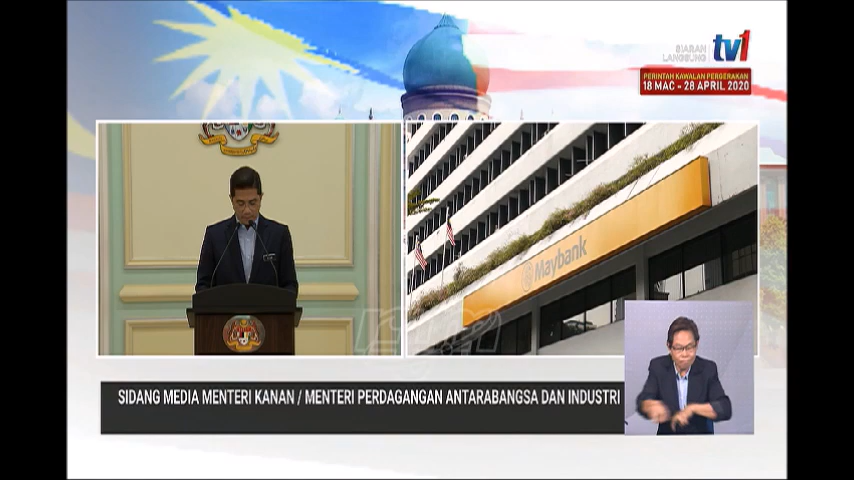 SIARAN
LANGSUNG
tv1
PERINTAH KAWALAN PERGERAKAN
18 MAC - 28 APRIL 2020
Maybank
rtm
SIDANG MEDIA MENTERI KANAN / MENTERI PERDAGANGAN ANTARABANGSA DAN INDUSTRI